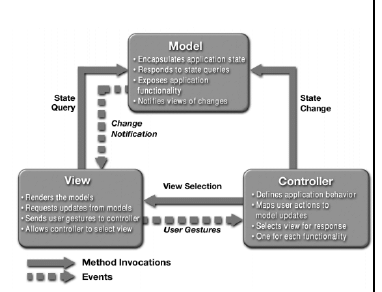 Model
• Encapsulates application state
• Responds to state queries
• Exposes application
functionality
• Notifies views of changes
State
Query
State
Change
Change
Notification
View
• Renders the models
• Requests updates from models
• Sends user gestures to controller
• Allows controller to select view
View Selection
User Gestures
Controller
• Defines application behavior
• Maps user actions to
model updates
• Selects view for response
• One for each functionality
Method Invocations
Events